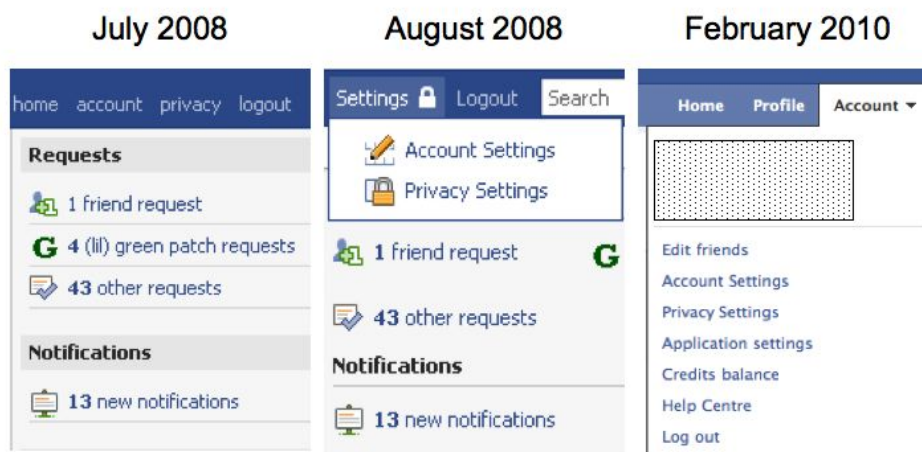 July 2008
home account privacy logout
Requests
1 friend request
G 4 (lil) green patch requests
43 other requests
Notifications
13 new notifications
August 2008
Settings Logout Search
Account Settings
Privacy Settings
1 friend request G
43 other requests
Notifications
13 new notifications
February 2010
Home Profile Account
Edit friends
Account Settings
Privacy Settings
Application settings
Credits balance
Help Centre
Log out